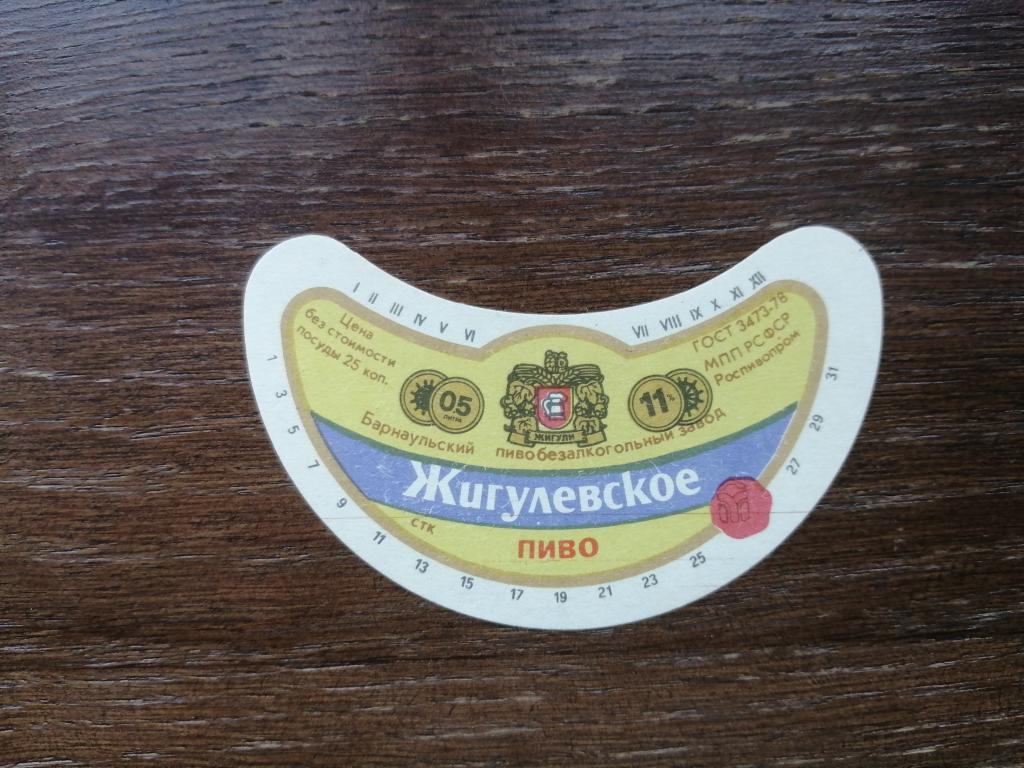 I II III IV V VI VII VIII IX X XI XII
Цена
без стоимости
посуды 25 коп.
ГОСТ 3473-78
МПП РСФСР
Роспивопром
05
ЛИТРА
11%
ЖИГУЛИ
Барнаульский пивобезалкогольный завод
Жигулевское
стк
ПИВО
1 3 5 7 9 11 13 15 17 19 21 23 25 27 29 31